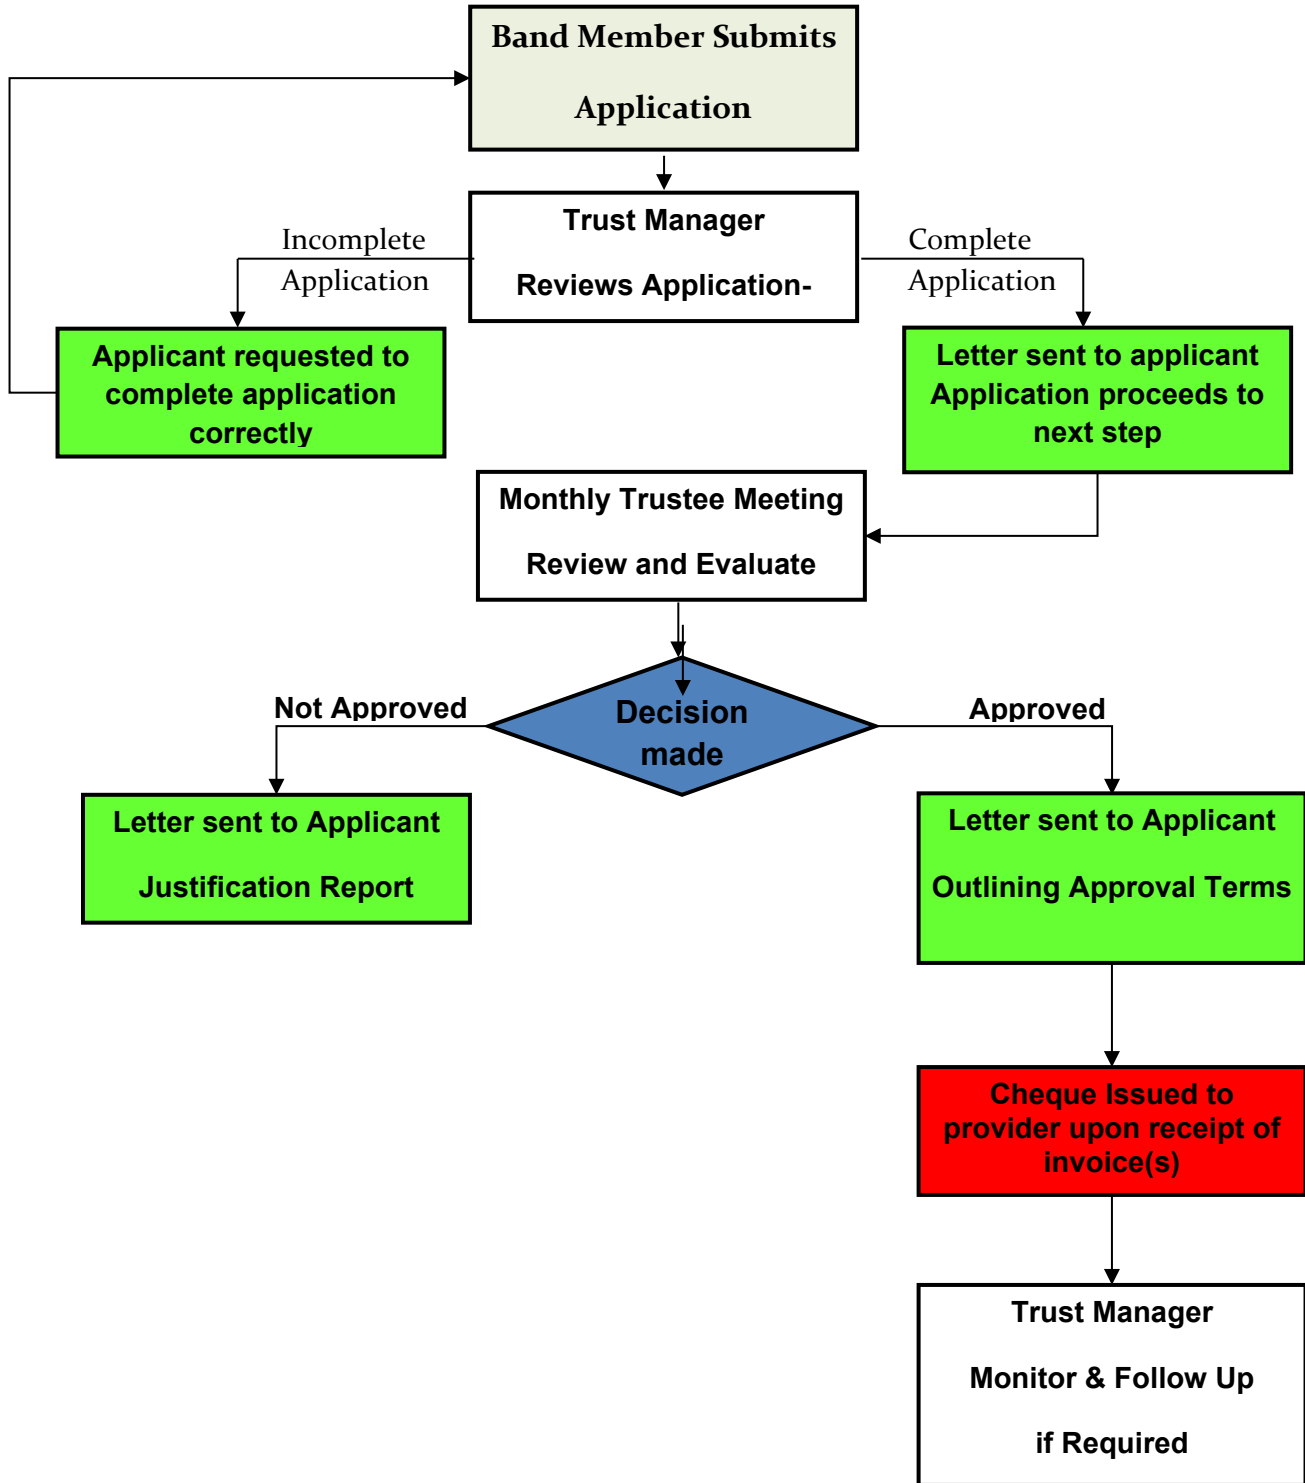 Band Member Submits
Application
Trust Manager
Reviews Application-
Incomplete
Application
Complete
Application
Applicant requested to
complete application
correctly
Letter sent to applicant
Application proceeds to
next step
Monthly Trustee Meeting
Review and Evaluate
Decision
made
Not Approved
Approved
Letter sent to Applicant
Justification Report
Letter sent to Applicant
Outlining Approval Terms
Cheque Issued to
provider upon receipt of
invoice(s)
Trust Manager
Monitor & Follow Up
if Required